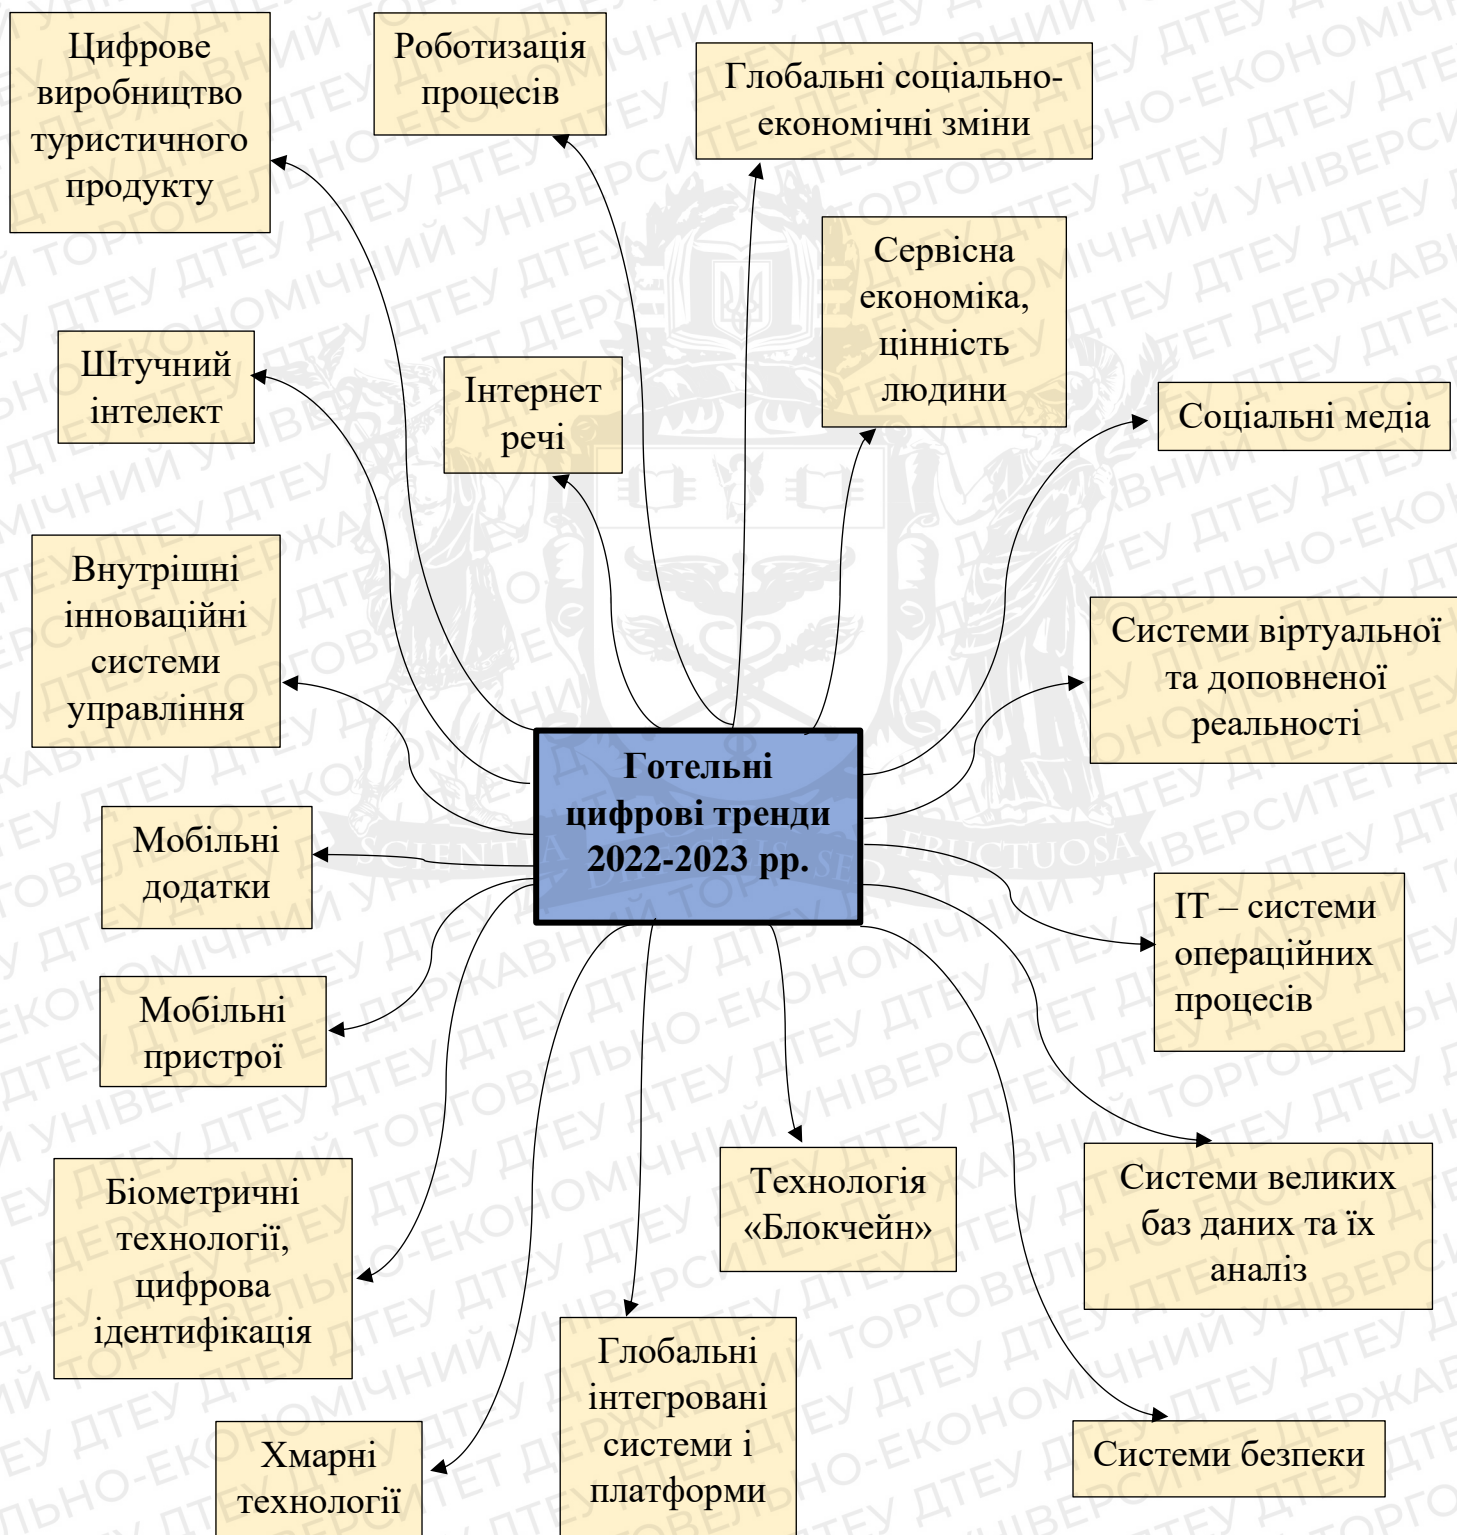 Цифрове
виробництво
туристичного
продукту
Роботизація
процесів
Глобальні соціально-
економічні зміни
Сервісна
економіка,
цінність
людини
Штучний
інтелект
Інтернет
речі
Соціальні медіа
Внутрішні
інноваційні
системи
управління
Системи віртуальної
та доповненої
реальності
Готельні
цифрові тренди
2022-2023 рр.
Мобільні
додатки
ІТ – системи
операційних
процесів
Мобільні
пристрої
Біометричні
технології,
цифрова
ідентифікація
Технологія
«Блокчейн»
Системи великих
баз даних та їх
аналіз
Глобальні
інтегровані
системи і
платформи
Хмарні
технології
Системи безпеки